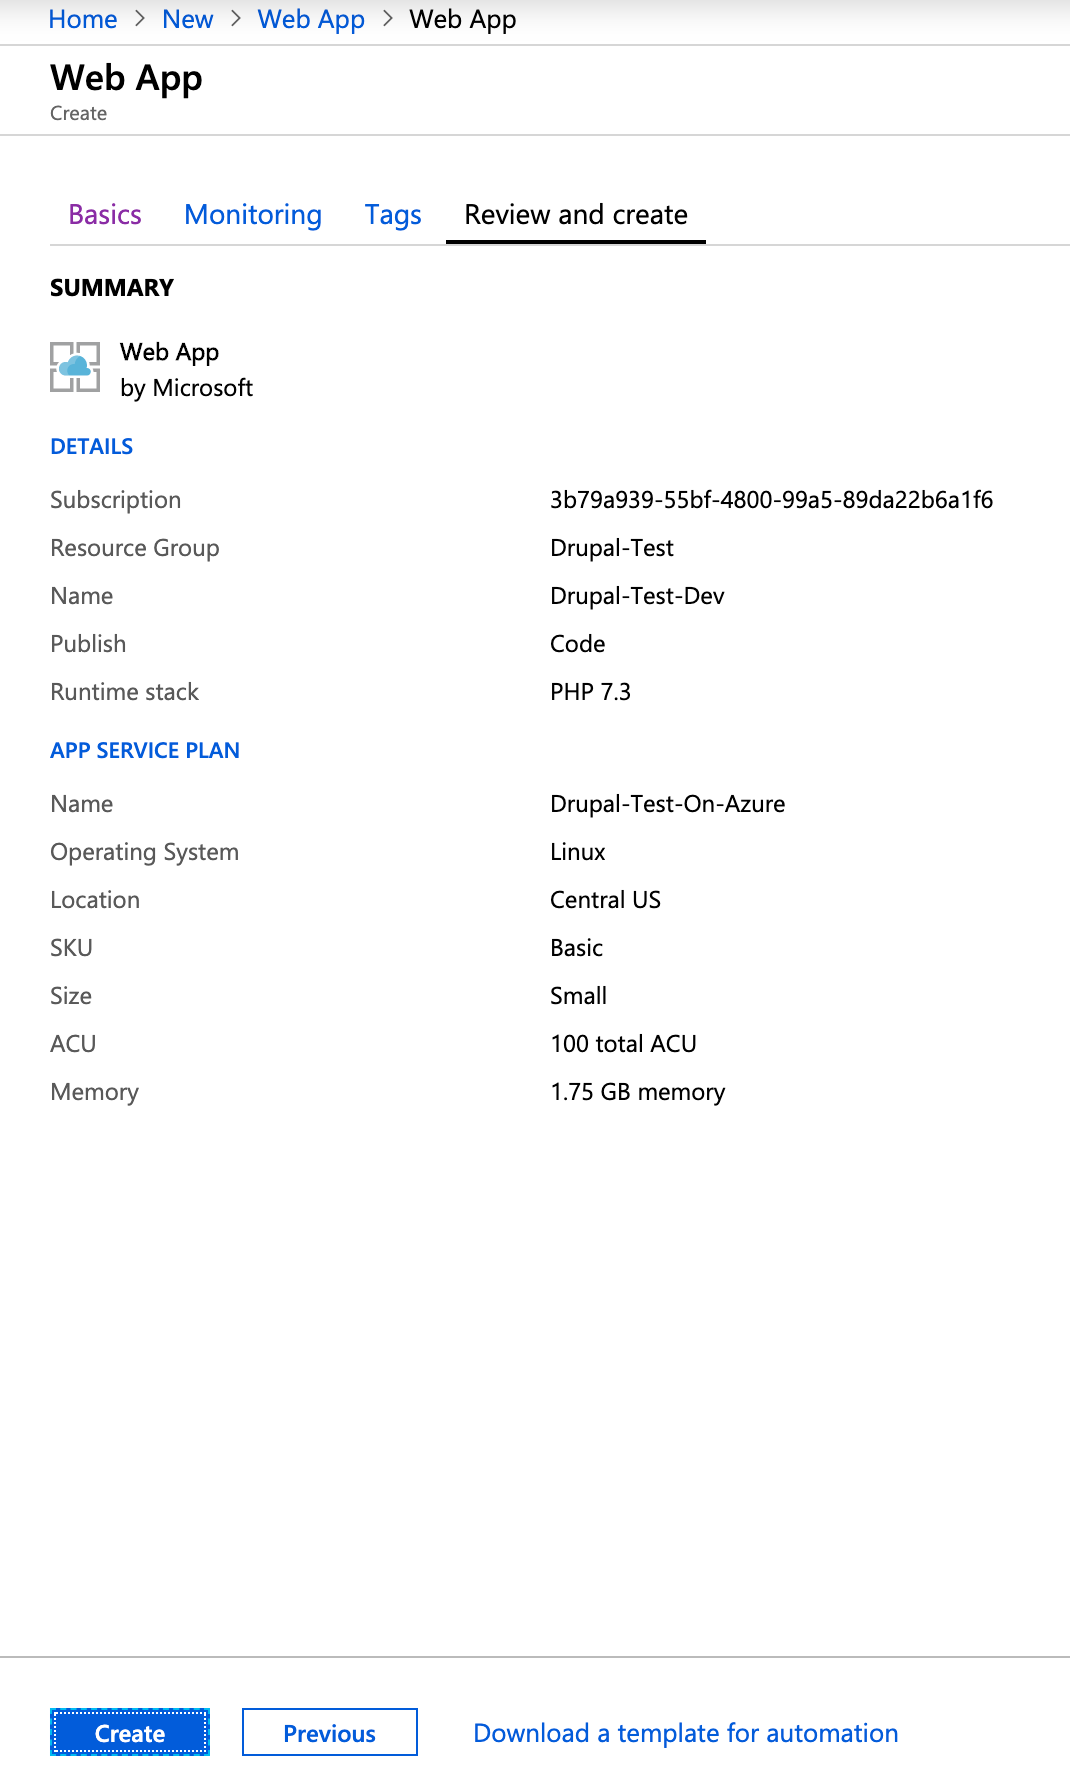 Home > New > Web App > Web App
Web App
Create
Basics Monitoring Tags Review and create
SUMMARY
Web App
by Microsoft
DETAILS
Subscription 3b79a939-55bf-4800-99a5-89da22b6a1f6
Resource Group Drupal-Test
Name Drupal-Test-Dev
Publish Code
Runtime stack PHP 7.3
APP SERVICE PLAN
Name Drupal-Test-On-Azure
Operating System Linux
Location Central US
SKU Basic
Size Small
ACU 100 total ACU
Memory 1.75 GB memory
Create Previous Download a template for automation